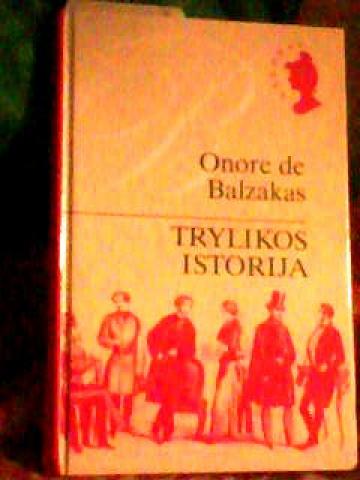 Onore de
Balzakas
TRYLIKOS
ISTORIJA